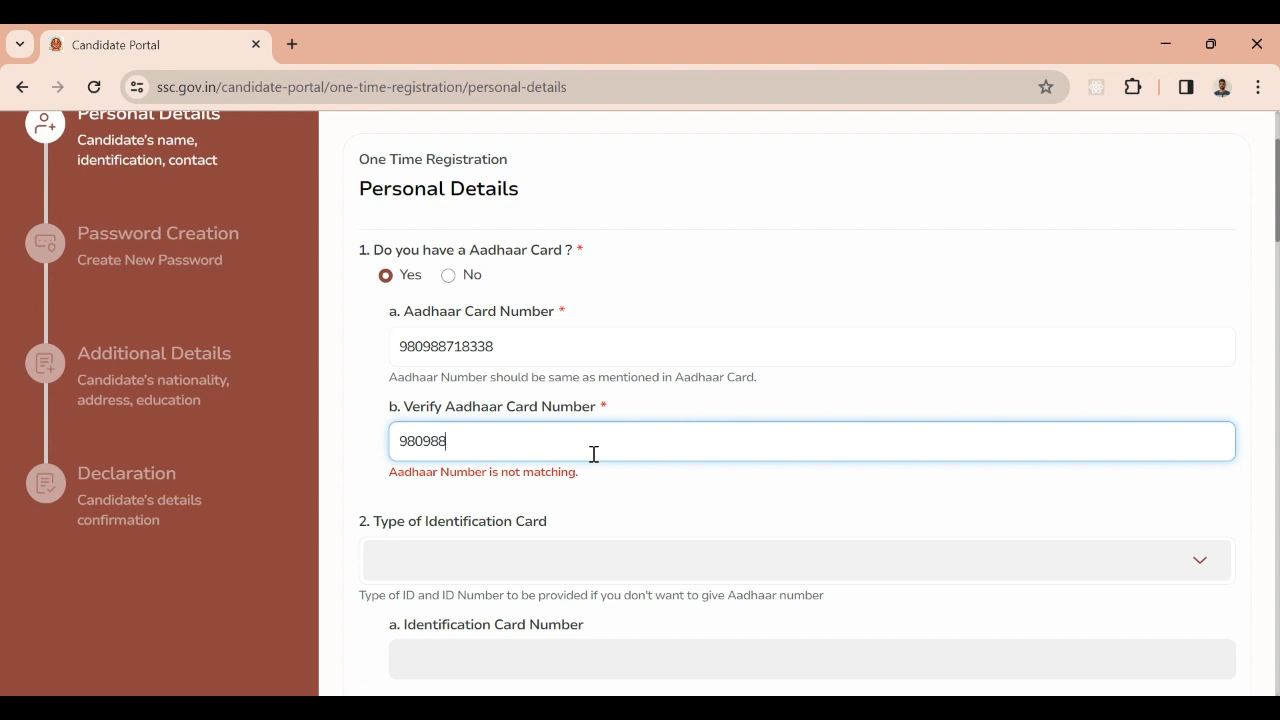 Candidate Portal
ssc.gov.in/candidate-portal/one-time-registration/personal-details
Personal Details
Candidate's name,
identification, contact
Password Creation
Create New Password
Additional Details
Candidate's nationality,
address, education
Declaration
Candidate's details
confirmation
One Time Registration
Personal Details
1. Do you have a Aadhaar Card ? *
Yes No
a. Aadhaar Card Number *
980988718338
Aadhaar Number should be same as mentioned in Aadhaar Card.
b. Verify Aadhaar Card Number *
980988
Aadhaar Number is not matching.
2. Type of Identification Card
Type of ID and ID Number to be provided if you don't want to give Aadhaar number
a. Identification Card Number